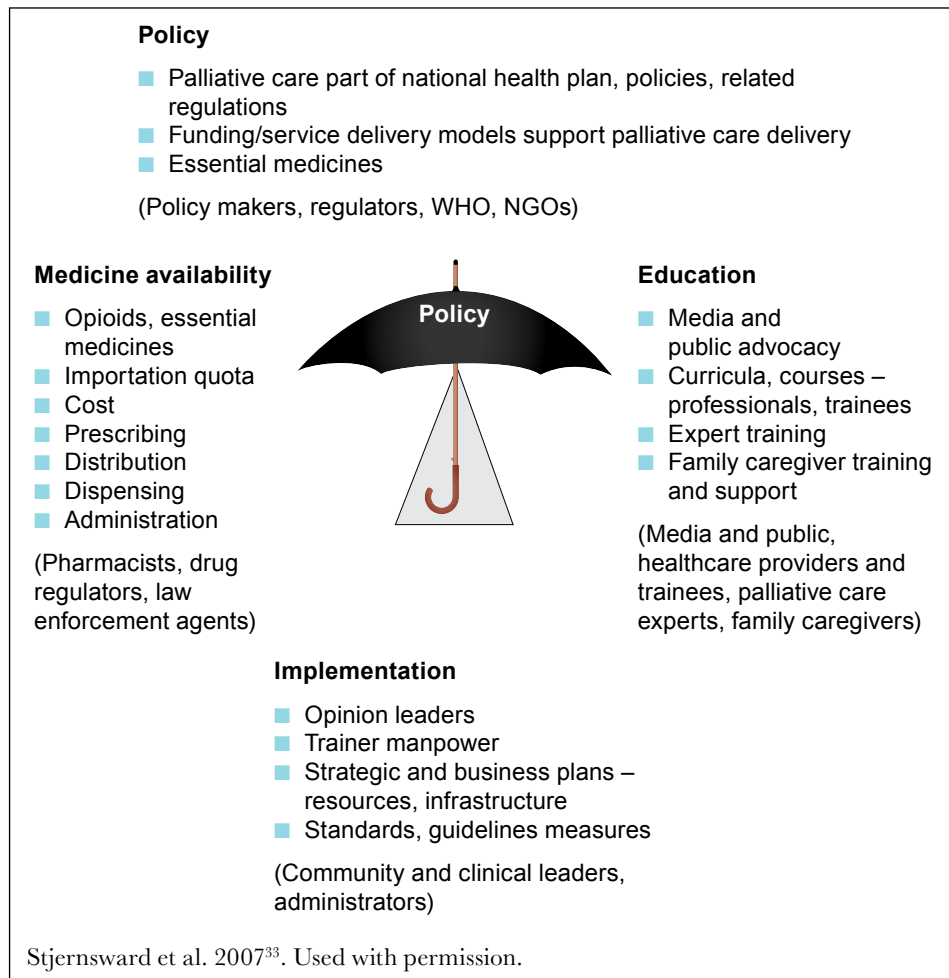 Policy
■ Palliative care part of national health plan, policies, related
regulations
■ Funding/service delivery models support palliative care delivery
■ Essential medicines
(Policy makers, regulators, WHO, NGOs)
Medicine availability
■ Opioids, essential
medicines
■ Importation quota
■ Cost
■ Prescribing
■ Distribution
■ Dispensing
■ Administration
(Pharmacists, drug
regulators, law
enforcement agents)
Policy
Education
■ Media and
public advocacy
■ Curricula, courses –
professionals, trainees
■ Expert training
■ Family caregiver training
and support
(Media and public,
healthcare providers and
trainees, palliative care
experts, family caregivers)
Implementation
■ Opinion leaders
■ Trainer manpower
■ Strategic and business plans –
resources, infrastructure
■ Standards, guidelines measures
(Community and clinical leaders,
administrators)
Stjernsward et al. 2007³³. Used with permission.